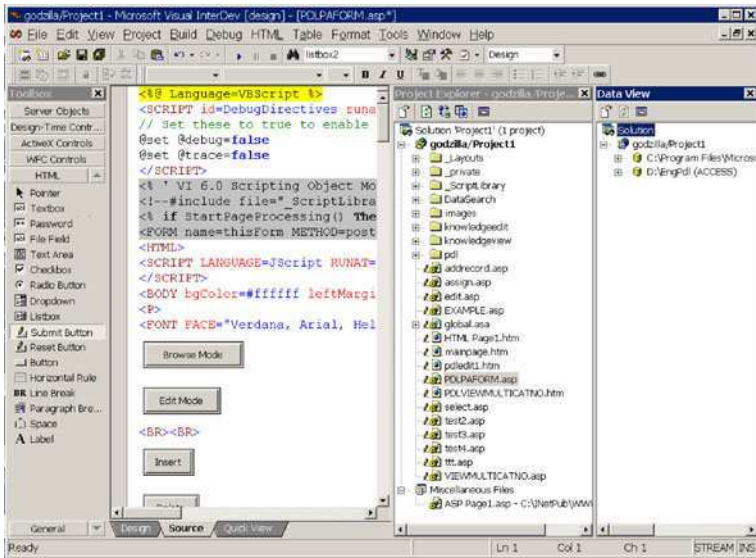 godzilla/Project1 - Microsoft Visual InterDev [design] - [PDLPAFORM.asp*]
File Edit View Project Build Debug HTML Table Format Tools Window Help
listbox2
Design
Toolbox
Server Objects
Design-Time Contr...
ActiveX Controls
WFC Controls
HTML
Pointer
Textbox
Password
File Field
Text Area
Checkbox
Radio Button
Dropdown
Listbox
Submit Button
Reset Button
Button
Horizontal Rule
BR Line Break
Paragraph Bre...
Space
A Label
General
<%@ Language=VBScript %>
<SCRIPT id=DebugDirectives runa
// Set these to true to enable
@set @debug=false
@set @trace=false
</SCRIPT>
<% ' VI 6.0 Scripting Object Mo
<!--#include file="_ScriptLibra
<% if StartPageProcessing() The
<FORM name=thisForm METHOD=post
<HTML>
<SCRIPT LANGUAGE=JScript RUNAT=
</SCRIPT>
<BODY bgColor=#ffffff leftMargi
<P>
<FONT FACE="Verdana, Arial, Hel
Browse Mode
Edit Mode
<BR><BR>
Insert
Design Source Quick View
Project Explorer - godzilla/Proje...
Solution 'Project1' (1 project)
godzilla/Project1
_Layouts
_private
_ScriptLibrary
DataSearch
images
knowledgeedit
knowledgeview
pdl
addrecord.asp
assign.asp
edit.asp
EXAMPLE.asp
global.asa
HTML Page1.htm
mainpage.htm
pdledit1.htm
PDLPAFORM.asp
PDLVIEWMULTICATNO.htm
select.asp
test2.asp
test3.asp
test4.asp
ttt.asp
VIEWMULTICATNO.asp
Miscellaneous Files
ASP Page1.asp - C:\INetPub\WW
Data View
Solution
godzilla/Project1
C:\Program Files\Micros
D:\EngPdl (ACCESS)
Ready
Ln 1 Col 1 Ch 1 STREAM INS